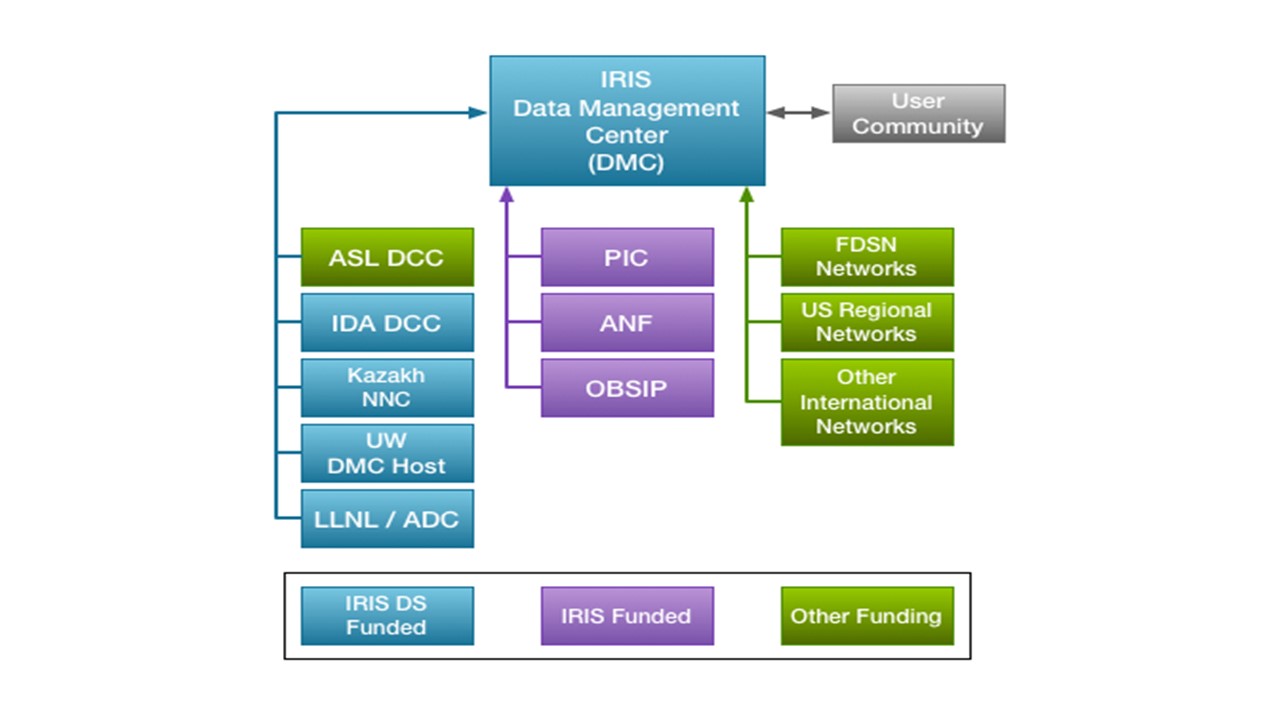 IRIS
Data Management
Center
(DMC)
User
Community
ASL DCC
IDA DCC
Kazakh
NNC
UW
DMC Host
LLNL / ADC
PIC
ANF
OBSIP
FDSN
Networks
US Regional
Networks
Other
International
Networks
IRIS DS
Funded
IRIS Funded
Other Funding